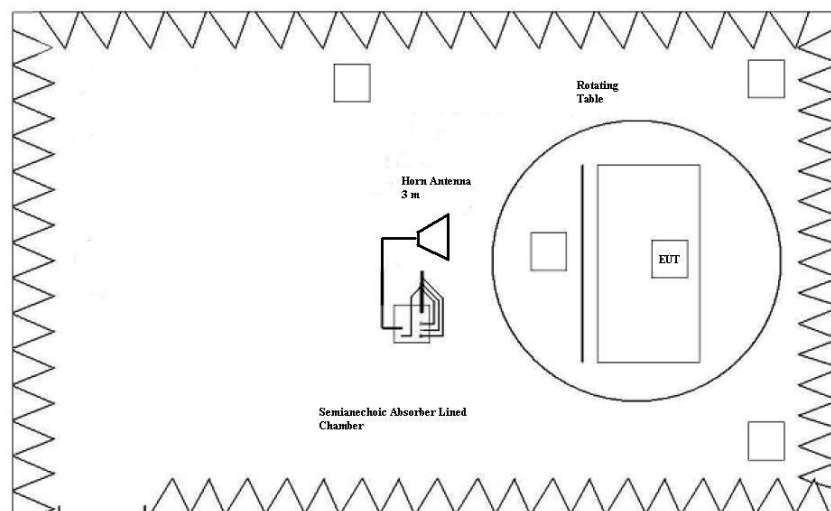 Rotating
Table
Horn Antenna
3 m
EUT
Semianechoic Absorber Lined
Chamber